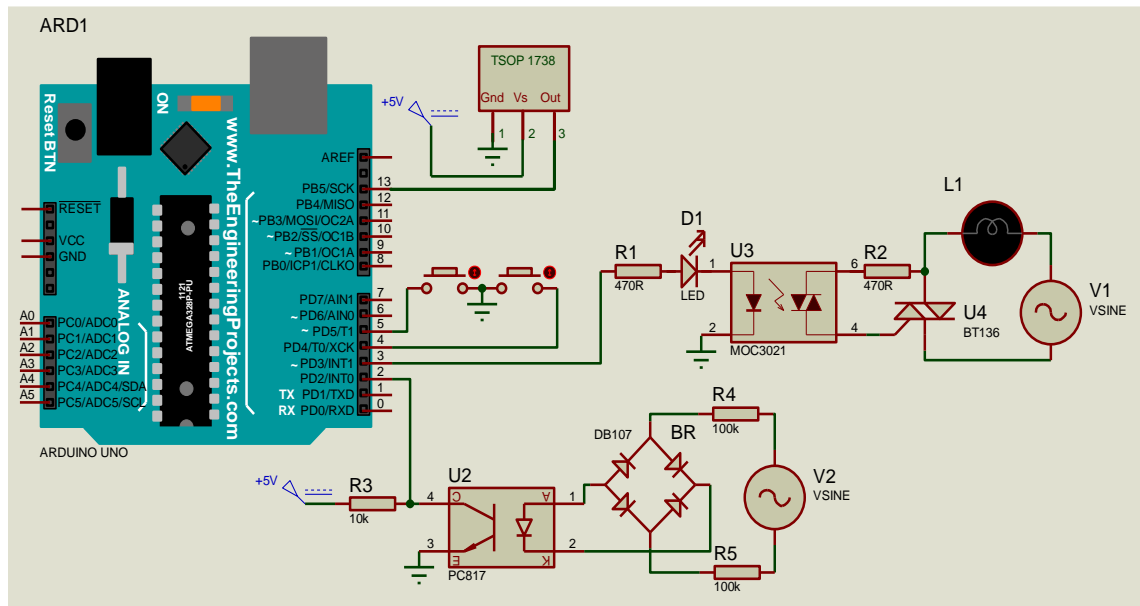 ARD1
Reset BTN
ON
www.TheEngineeringProjects.com
ANALOG IN
1121
ATMEGA328P-PU
RESET
VCC
GND
A0 PC0/ADC0
A1 PC1/ADC1
A2 PC2/ADC2
A3 PC3/ADC3
A4 PC4/ADC4/SDA
A5 PC5/ADC5/SCL
AREF
PB5/SCK 13
PB4/MISO 12
~PB3/MOSI/OC2A 11
~PB2/SS/OC1B 10
~PB1/OC1A 9
PB0/ICP1/CLKO 8
PD7/AIN1 7
~PD6/AIN0 6
~PD5/T1 5
PD4/T0/XCK 4
~PD3/INT1 3
PD2/INT0 2
TX PD1/TXD 1
RX PD0/RXD 0
ARDUINO UNO
+5V
TSOP 1738
Gnd Vs Out
1 2 3
R1
470R
D1
LED
U3
1
2
6
4
MOC3021
R2
470R
L1
U4
BT136
V1
VSINE
+5V
R3
10k
U2
4 C
3 E
A 1
K 2
PC817
DB107
BR
R4
100k
V2
VSINE
R5
100k